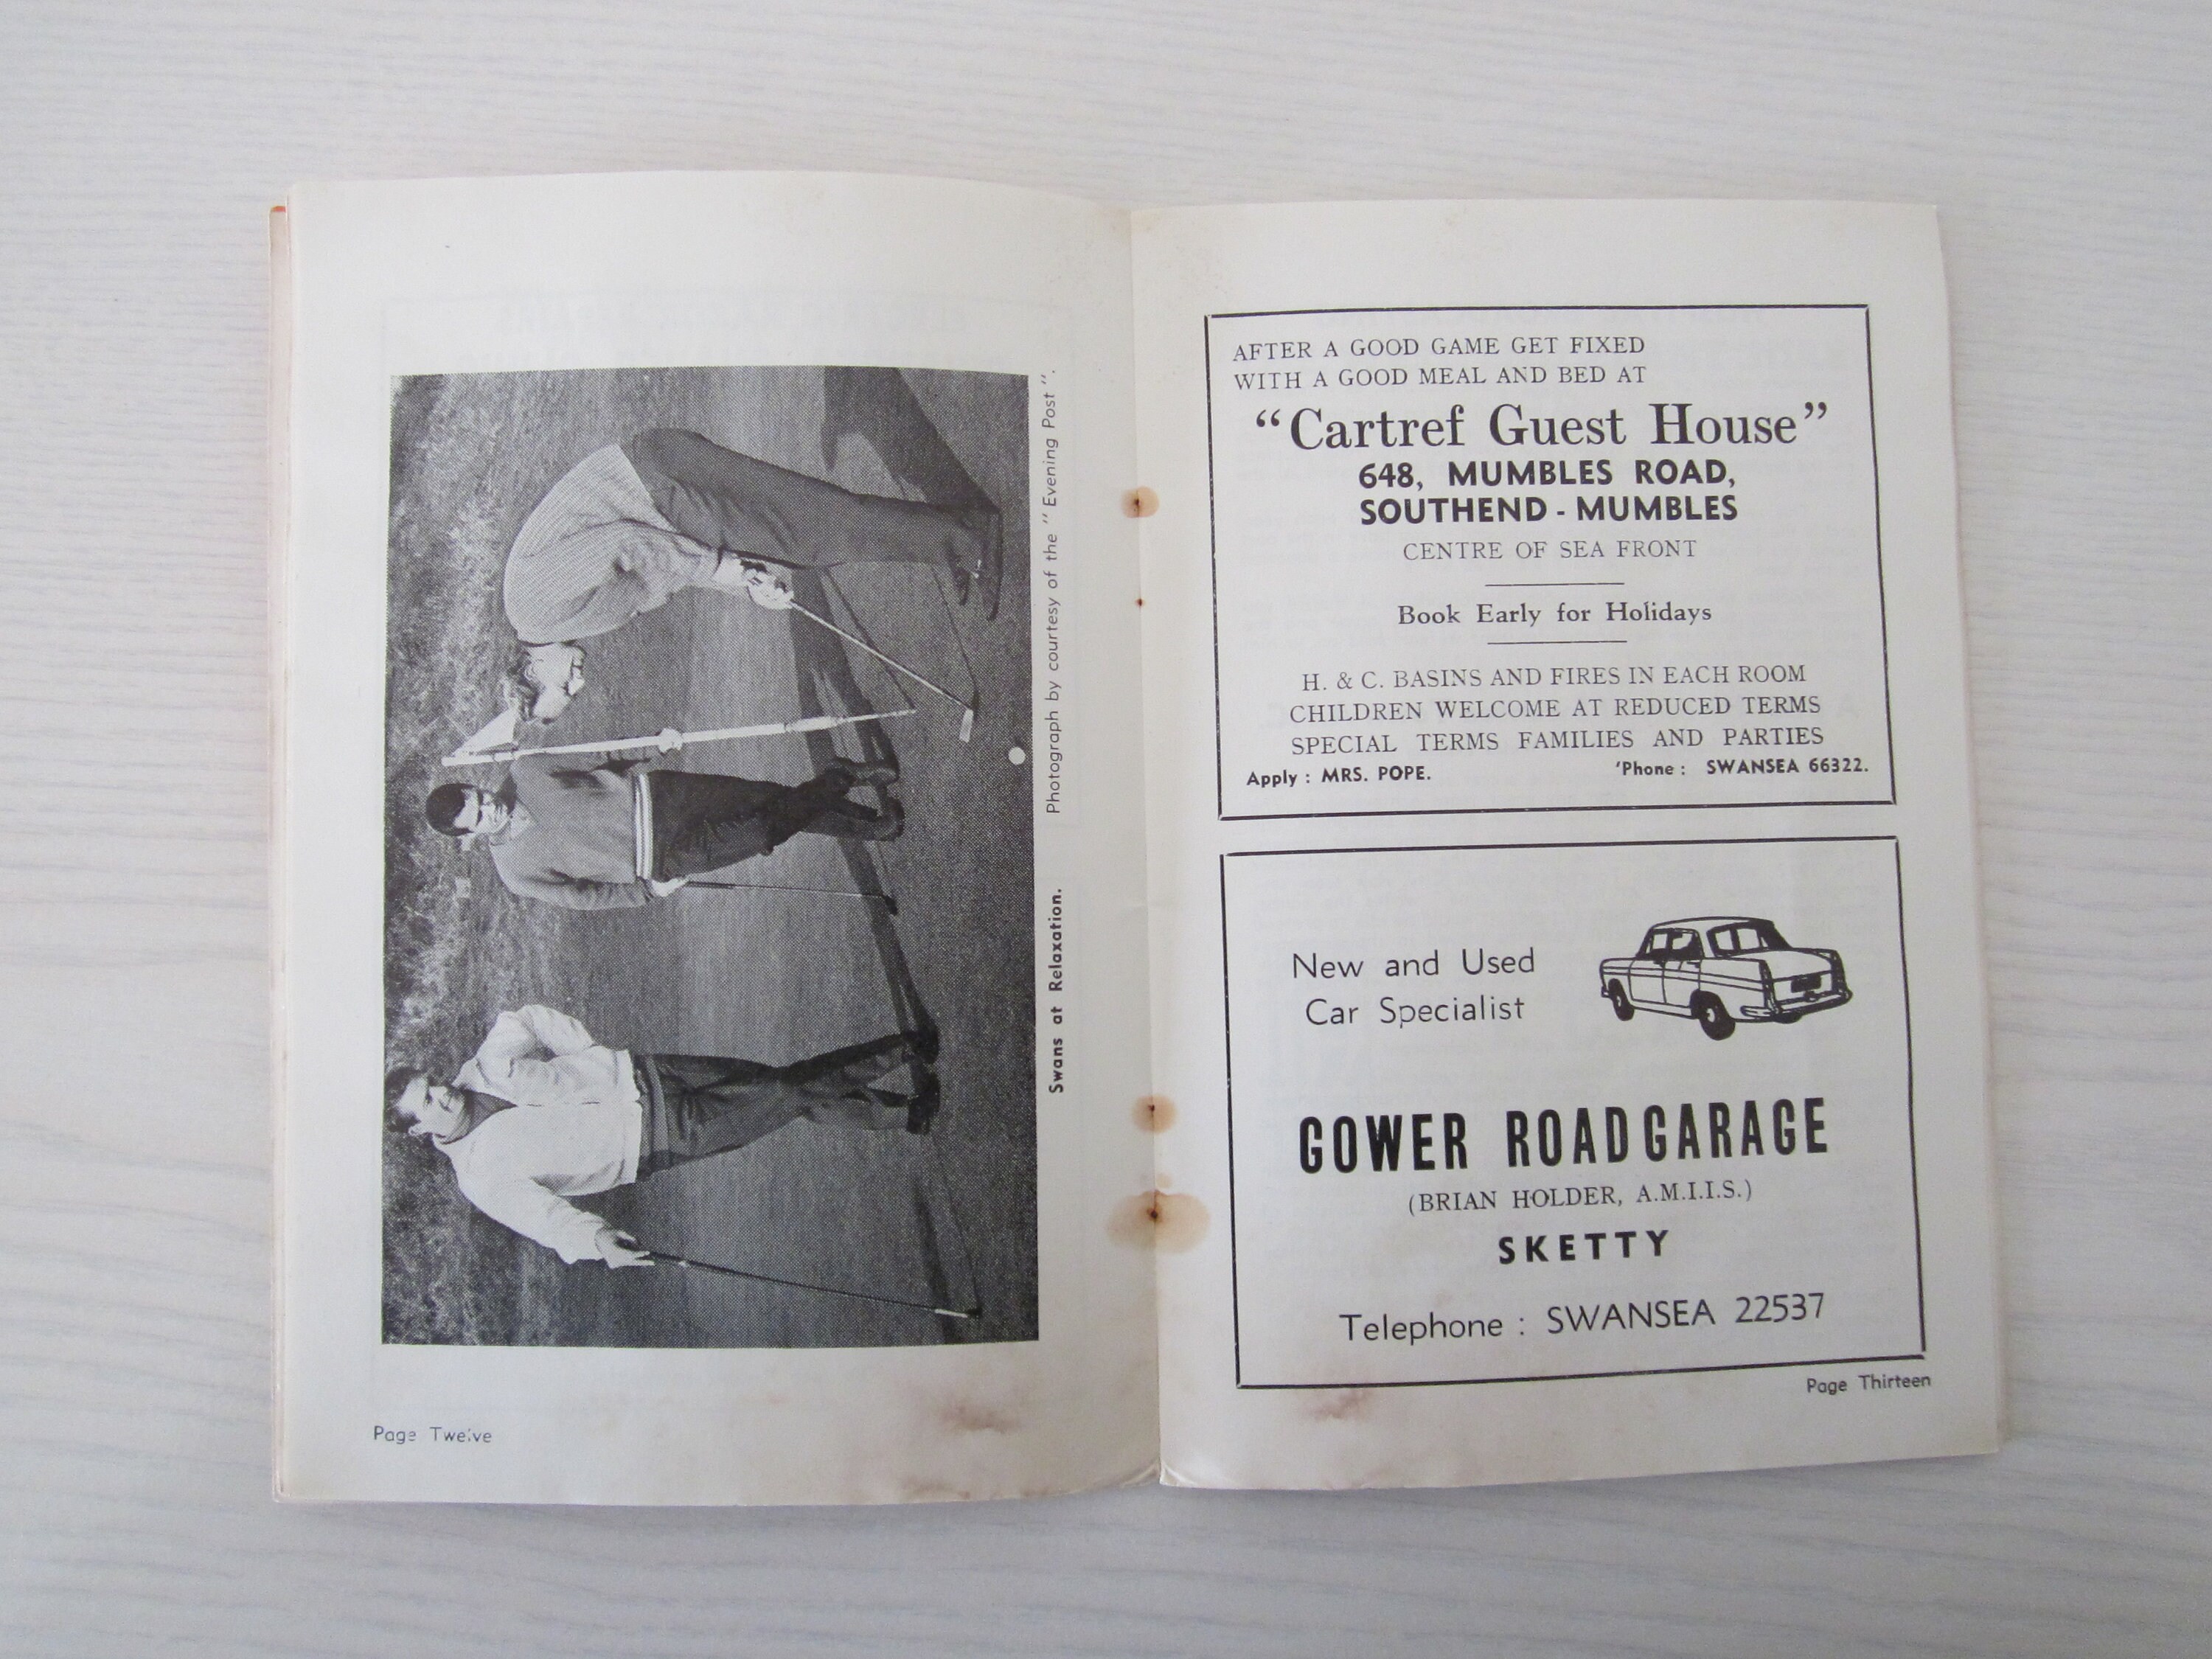 Swans at Relaxation. Photograph by courtesy of the "Evening Post".
Page Twelve
AFTER A GOOD GAME GET FIXED
WITH A GOOD MEAL AND BED AT
"Cartref Guest House"
648, MUMBLES ROAD,
SOUTHEND - MUMBLES
CENTRE OF SEA FRONT
Book Early for Holidays
H. & C. BASINS AND FIRES IN EACH ROOM
CHILDREN WELCOME AT REDUCED TERMS
SPECIAL TERMS FAMILIES AND PARTIES
Apply : MRS. POPE. 'Phone : SWANSEA 66322.
New and Used
Car Specialist
GOWER ROAD GARAGE
(BRIAN HOLDER, A.M.I.I.S.)
SKETTY
Telephone : SWANSEA 22537
Page Thirteen